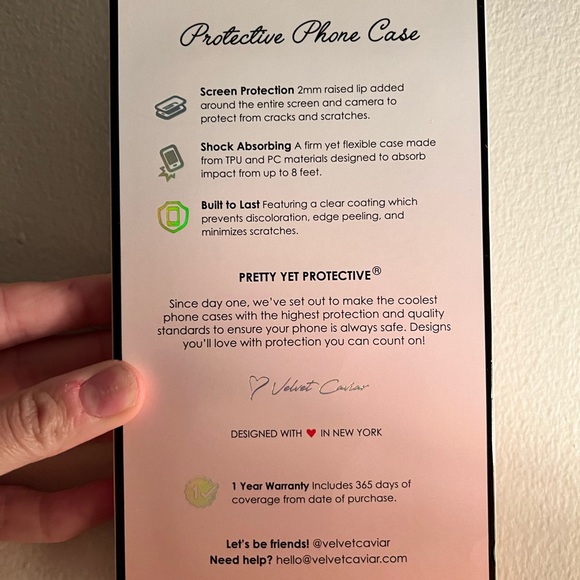 Protective Phone Case
Screen Protection 2mm raised lip added
around the entire screen and camera to
protect from cracks and scratches.
Shock Absorbing A firm yet flexible case made
from TPU and PC materials designed to absorb
impact from up to 8 feet.
Built to Last Featuring a clear coating which
prevents discoloration, edge peeling, and
minimizes scratches.
PRETTY YET PROTECTIVE®
Since day one, we've set out to make the coolest
phone cases with the highest protection and quality
standards to ensure your phone is always safe. Designs
you'll love with protection you can count on!
Velvet Caviar
DESIGNED WITH ❤ IN NEW YORK
1
1 Year Warranty Includes 365 days of
coverage from date of purchase.
Let's be friends! @velvetcaviar
Need help? hello@velvetcaviar.com